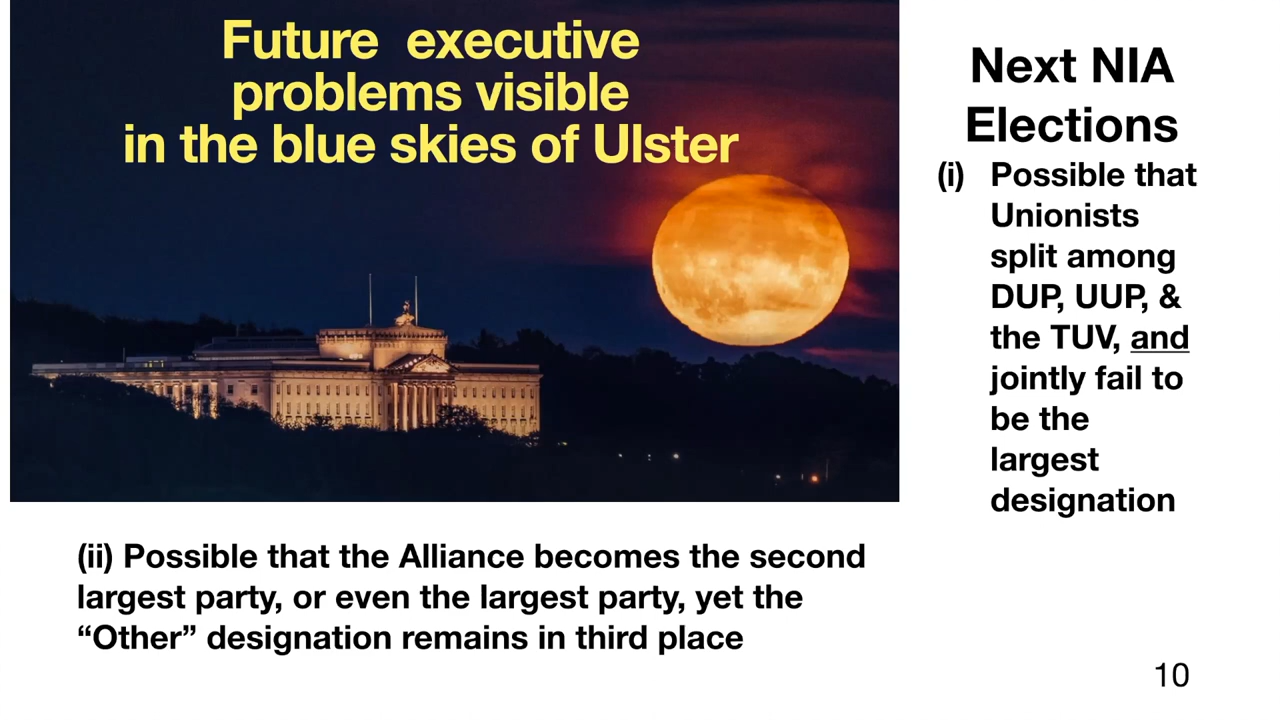 Future executive
problems visible
in the blue skies of Ulster
Next NIA
Elections
(i) Possible that
Unionists
split among
DUP, UUP, &
the TUV, and
jointly fail to
be the
largest
designation
(ii) Possible that the Alliance becomes the second
largest party, or even the largest party, yet the
“Other” designation remains in third place
10